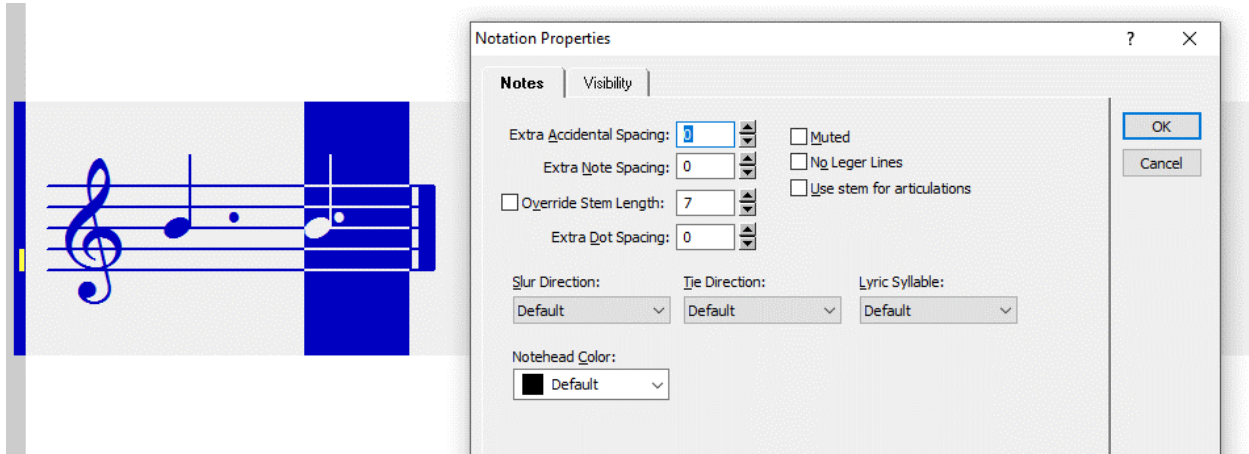 Notation Properties
? X
Notes Visibility
Extra Accidental Spacing: 0
Extra Note Spacing: 0
Override Stem Length: 7
Extra Dot Spacing: 0
Muted
No Leger Lines
Use stem for articulations
OK
Cancel
Slur Direction: Tie Direction: Lyric Syllable:
Default Default Default
Notehead Color:
Default